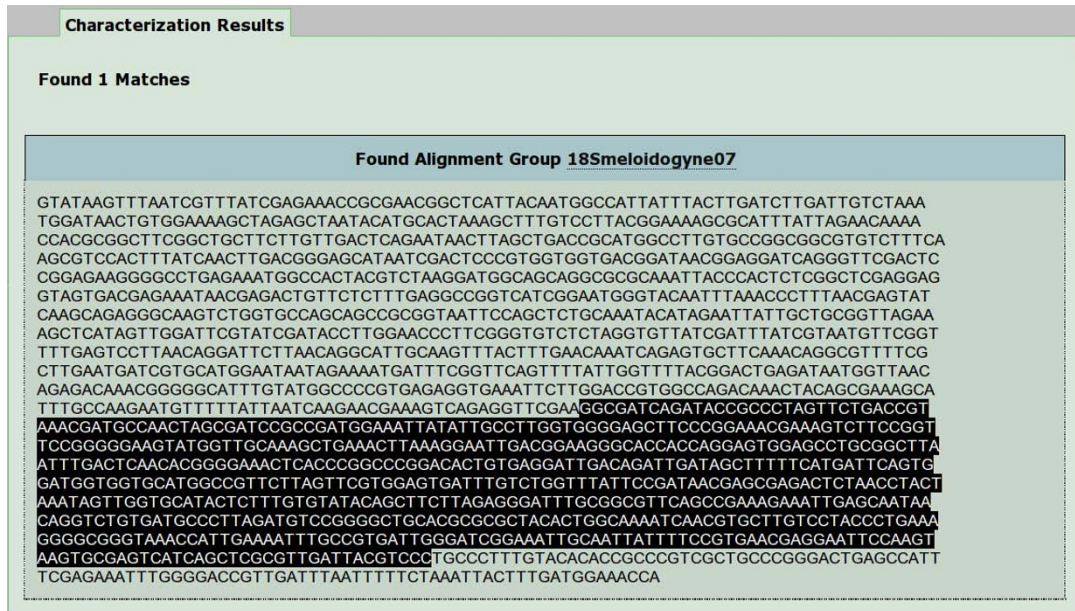 Characterization Results
Found 1 Matches
Found Alignment Group 18Smeloidogyne07
GTATAAGTTTAATCGTTTATCGAGAAACCGCGAACGGCTCATTACAATGGCCATTATTTACTTGATCTTGATTGTCTAAA
TGGATAACTGTGGAAAAGCTAGAGCTAATACATGCACTAAAGCTTTGTCCTTACGGAAAAGCGCATTTATTAGAACAAAA
CCACGCGGCTTCGGCTGCTTCTTGTTGACTCAGAATAACTTAGCTGACCGCATGGCCTTGTGCCGGCGGCGTGTCTTTCA
AGCGTCCACTTTATCAACTTGACGGGAGCATAATCGACTCCCGTGGTGGTGACGGATAACGGAGGATCAGGGTTCGACTC
CGGAGAAGGGGCCTGAGAAATGGCCACTACGTCTAAGGATGGCAGCAGGCGCGCAAATTACCCACTCTCGGCTCGAGGAG
GTAGTGACGAGAAATAACGAGACTGTTCTCTTTGAGGCCGGTCATCGGAATGGGTACAATTTAAACCCTTTAACGAGTAT
CAAGCAGAGGGCAAGTCTGGTGCCAGCAGCCGCGGTAATTCCAGCTCTGCAAATACATAGAATTATTGCTGCGGTTAGAA
AGCTCATAGTTGGATTCGTATCGATACCTTGGAACCCTTCGGGTGTCTCTAGGTGTTATCGATTTATCGTAATGTTCGGT
TTTGAGTCCTTAACAGGATTCTTAACAGGCATTGCAAGTTTACTTTGAACAAATCAGAGTGCTTCAAACAGGCGTTTTCG
CTTGAATGATCGTGCATGGAATAATAGAAAATGATTTCGGTTCAGTTTTATTGGTTTTACGGACTGAGATAATGGTTAAC
AGAGACAAACGGGGGCATTTGTATGGCCCCGTGAGAGGTGAAATTCTTGGACCGTGGCCAGACAAACTACAGCGAAAGCA
TTTGCCAAGAATGTTTTTATTAATCAAGAACGAAAGTCAGAGGTTCGAAGGCGATCAGATACCGCCCTAGTTCTGACCGT
AAACGATGCCAACTAGCGATCCGCCGATGGAAATTATATTGCCTTGGTGGGGAGCTTCCCGGAAACGAAAGTCTTCCGGT
TCCGGGGGAAGTATGGTTGCAAAGCTGAAACTTAAAGGAATTGACGGAAGGGCACCACCAGGAGTGGAGCCTGCGGCTTA
ATTTGACTCAACACGGGGAAACTCACCCGGCCCGGACACTGTGAGGATTGACAGATTGATAGCTTTTTCATGATTCAGTG
GATGGTGGTGCATGGCCGTTCTTAGTTCGTGGAGTGATTTGTCTGGTTTATTCCGATAACGAGCGAGACTCTAACCTACT
AAATAGTTGGTGCATACTCTTTGTGTATACAGCTTCTTAGAGGGATTTGCGGCGTTCAGCCGAAAGAAATTGAGCAATAA
CAGGTCTGTGATGCCCTTAGATGTCCGGGGCTGCACGCGCGCTACACTGGCAAAATCAACGTGCTTGTCCTACCCTGAAA
GGGGCGGGTAAACCATTGAAAATTTGCCGTGATTGGGATCGGAAATTGCAATTATTTTCCGTGAACGAGGAATTCCAAGT
AAGTGCGAGTCATCAGCTCGCGTTGATTACGTCCCTGCCCTTTGTACACACCGCCCGTCGCTGCCCGGGACTGAGCCATT
TCGAGAAATTTGGGGACCGTTGATTTAATTTTTCTAAATTACTTTGATGGAAACCA